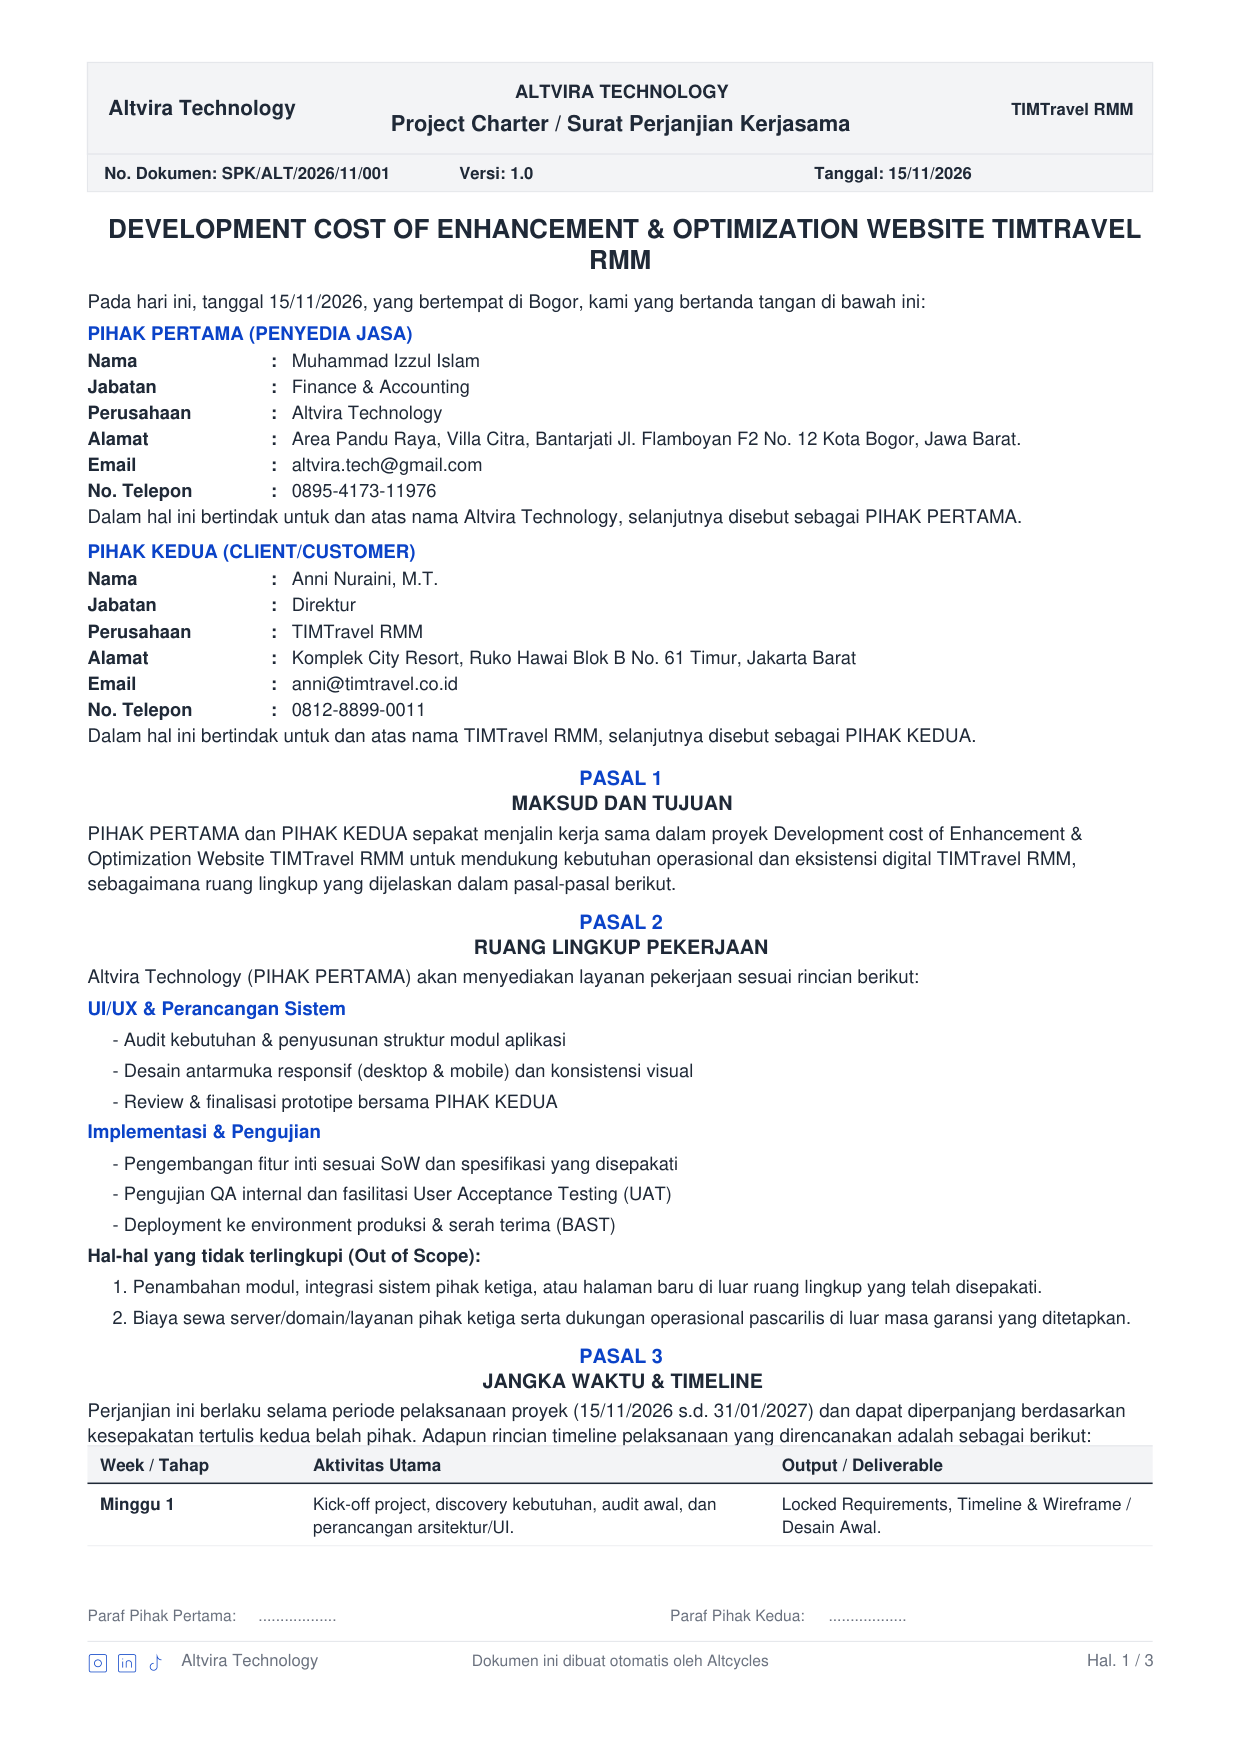 Altvira Technology
ALTVIRA TECHNOLOGY
Project Charter / Surat Perjanjian Kerjasama
TIMTravel RMM
No. Dokumen: SPK/ALT/2026/11/001 Versi: 1.0 Tanggal: 15/11/2026
DEVELOPMENT COST OF ENHANCEMENT & OPTIMIZATION WEBSITE TIMTRAVEL
RMM
Pada hari ini, tanggal 15/11/2026, yang bertempat di Bogor, kami yang bertanda tangan di bawah ini:
PIHAK PERTAMA (PENYEDIA JASA)
Nama : Muhammad Izzul Islam
Jabatan : Finance & Accounting
Perusahaan : Altvira Technology
Alamat : Area Pandu Raya, Villa Citra, Bantarjati Jl. Flamboyan F2 No. 12 Kota Bogor, Jawa Barat.
Email : altvira.tech@gmail.com
No. Telepon : 0895-4173-11976
Dalam hal ini bertindak untuk dan atas nama Altvira Technology, selanjutnya disebut sebagai PIHAK PERTAMA.
PIHAK KEDUA (CLIENT/CUSTOMER)
Nama : Anni Nuraini, M.T.
Jabatan : Direktur
Perusahaan : TIMTravel RMM
Alamat : Komplek City Resort, Ruko Hawai Blok B No. 61 Timur, Jakarta Barat
Email : anni@timtravel.co.id
No. Telepon : 0812-8899-0011
Dalam hal ini bertindak untuk dan atas nama TIMTravel RMM, selanjutnya disebut sebagai PIHAK KEDUA.
PASAL 1
MAKSUD DAN TUJUAN
PIHAK PERTAMA dan PIHAK KEDUA sepakat menjalin kerja sama dalam proyek Development cost of Enhancement &
Optimization Website TIMTravel RMM untuk mendukung kebutuhan operasional dan eksistensi digital TIMTravel RMM,
sebagaimana ruang lingkup yang dijelaskan dalam pasal-pasal berikut.
PASAL 2
RUANG LINGKUP PEKERJAAN
Altvira Technology (PIHAK PERTAMA) akan menyediakan layanan pekerjaan sesuai rincian berikut:
UI/UX & Perancangan Sistem
- Audit kebutuhan & penyusunan struktur modul aplikasi
- Desain antarmuka responsif (desktop & mobile) dan konsistensi visual
- Review & finalisasi prototipe bersama PIHAK KEDUA
Implementasi & Pengujian
- Pengembangan fitur inti sesuai SoW dan spesifikasi yang disepakati
- Pengujian QA internal dan fasilitasi User Acceptance Testing (UAT)
- Deployment ke environment produksi & serah terima (BAST)
Hal-hal yang tidak terlingkupi (Out of Scope):
1. Penambahan modul, integrasi sistem pihak ketiga, atau halaman baru di luar ruang lingkup yang telah disepakati.
2. Biaya sewa server/domain/layanan pihak ketiga serta dukungan operasional pascarilis di luar masa garansi yang ditetapkan.
PASAL 3
JANGKA WAKTU & TIMELINE
Perjanjian ini berlaku selama periode pelaksanaan proyek (15/11/2026 s.d. 31/01/2027) dan dapat diperpanjang berdasarkan
kesepakatan tertulis kedua belah pihak. Adapun rincian timeline pelaksanaan yang direncanakan adalah sebagai berikut:
Week / Tahap Aktivitas Utama Output / Deliverable
Minggu 1 Kick-off project, discovery kebutuhan, audit awal, dan Locked Requirements, Timeline & Wireframe /
perancangan arsitektur/UI. Desain Awal.
Paraf Pihak Pertama: .................. Paraf Pihak Kedua: ..................
Altvira Technology Dokumen ini dibuat otomatis oleh Altcycles Hal. 1 / 3